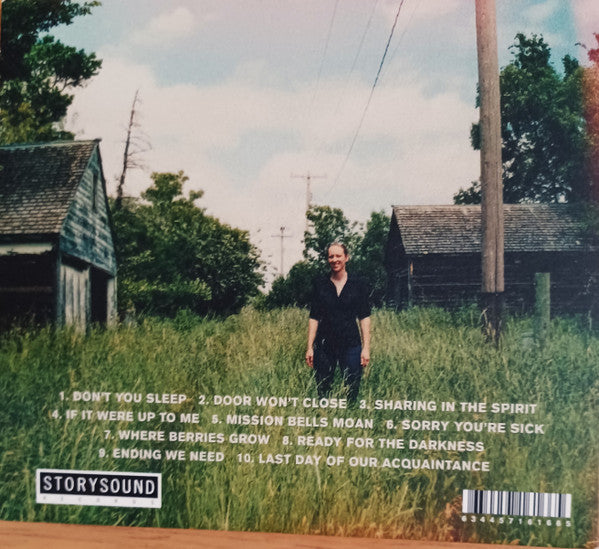 1. DON'T YOU SLEEP 2. DOOR WON'T CLOSE 3. SHARING IN THE SPIRIT
4. IF IT WERE UP TO ME 5. MISSION BELLS MOAN 6. SORRY YOU'RE SICK
7. WHERE BERRIES GROW 8. READY FOR THE DARKNESS
9. ENDING WE NEED 10. LAST DAY OF OUR ACQUAINTANCE
STORYSOUND
RECORDS
634457161665